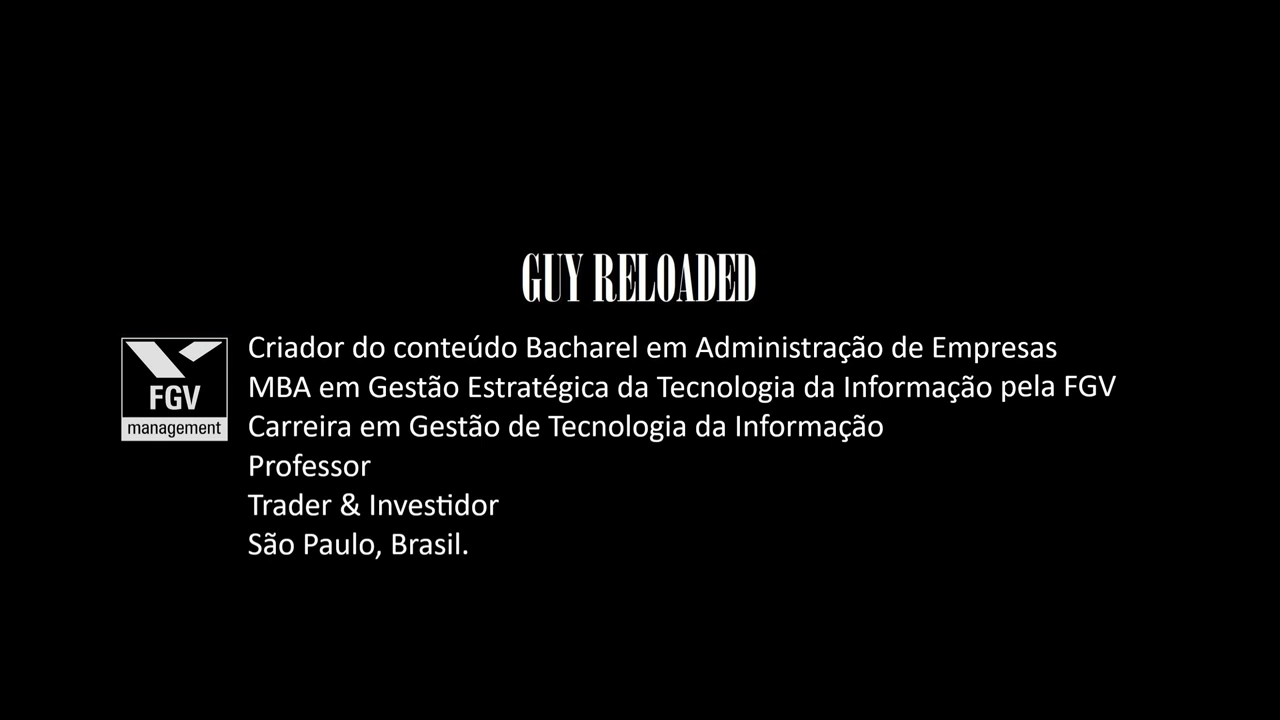 GUY RELOADED
Criador do conteúdo Bacharel em Administração de Empresas
MBA em Gestão Estratégica da Tecnologia da Informação pela FGV
Carreira em Gestão de Tecnologia da Informação
Professor
Trader & Investidor
São Paulo, Brasil.
FGV
management